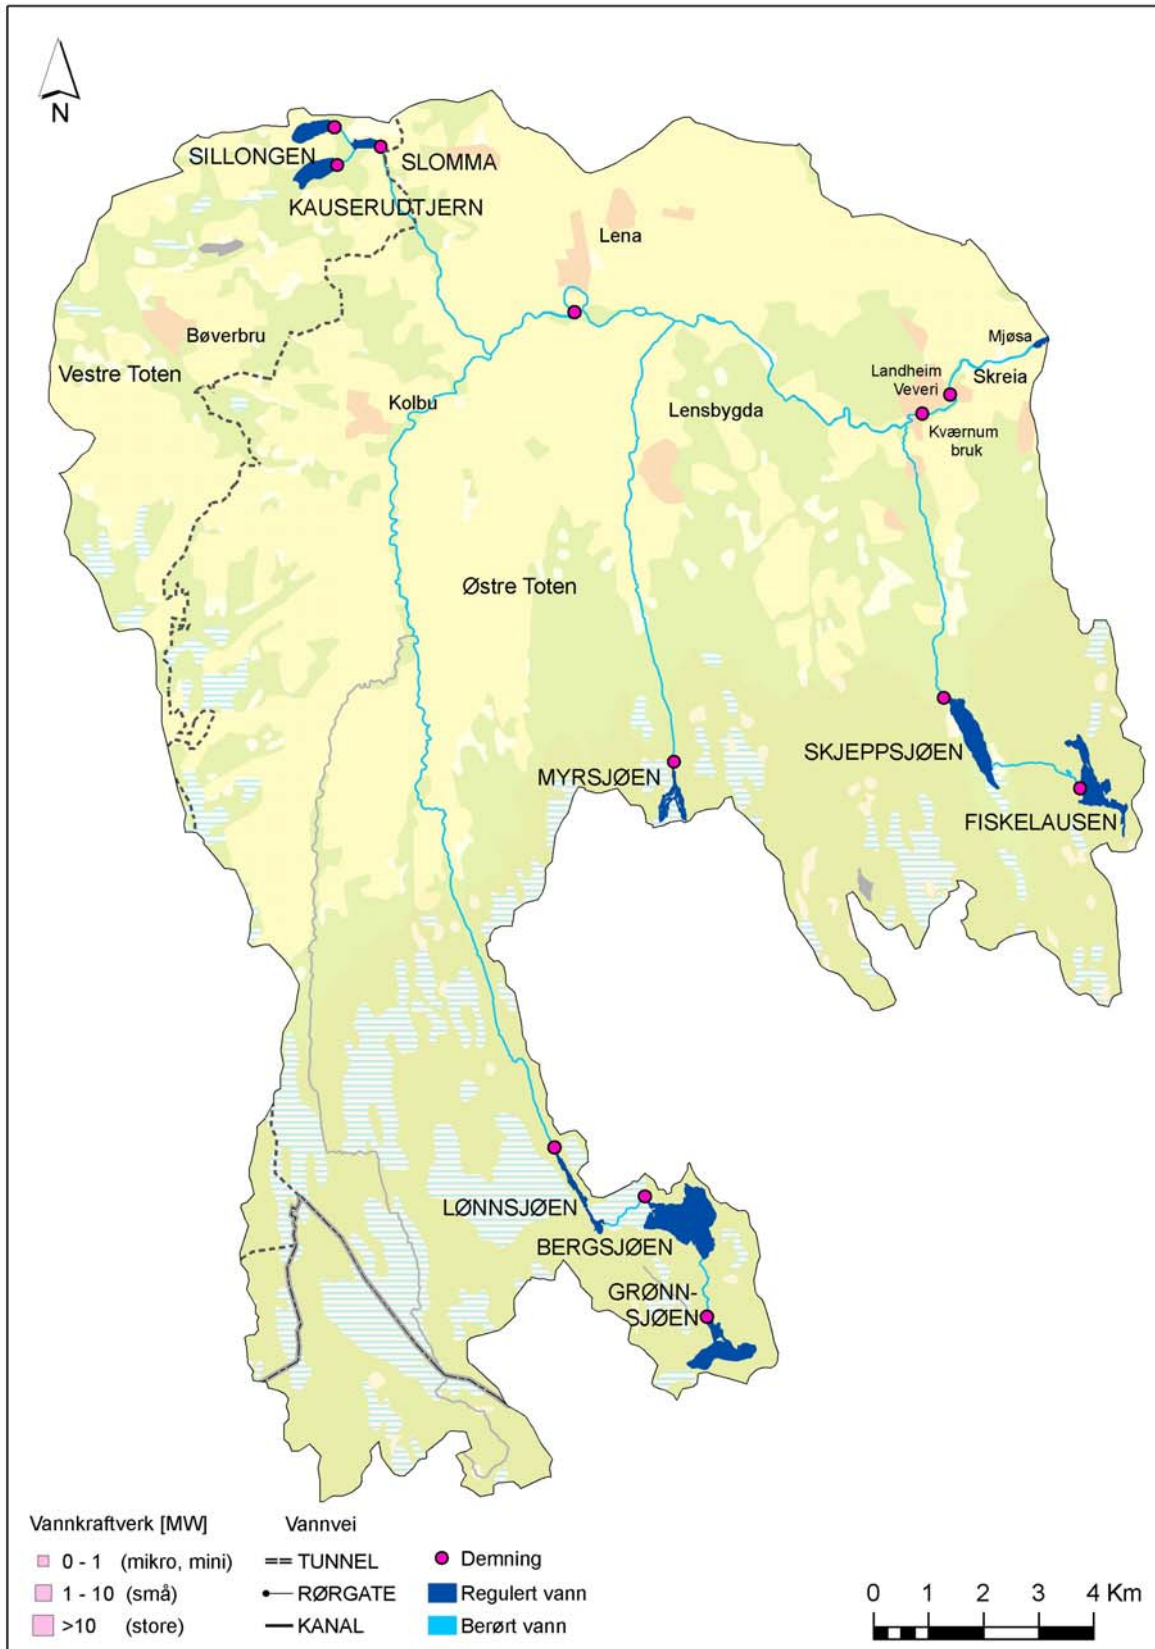 N
SILLONGEN
SLOMMA
KAUSERUDTJERN
Lena
Bøverbru
Mjøsa
Vestre Toten
Landheim
Veveri
Skreia
Kolbu
Lensbygda
Kværnum
bruk
Østre Toten
SKJEPPSJØEN
MYRSJØEN
FISKELAUSEN
LØNNSJØEN
BERGSJØEN
GRØNN-
SJØEN
Vannkraftverk [MW]
0 - 1 (mikro, mini)
1 - 10 (små)
>10 (store)
Vannvei
TUNNEL
RØRGATE
KANAL
Demning
Regulert vann
Berørt vann
0 1 2 3 4 Km